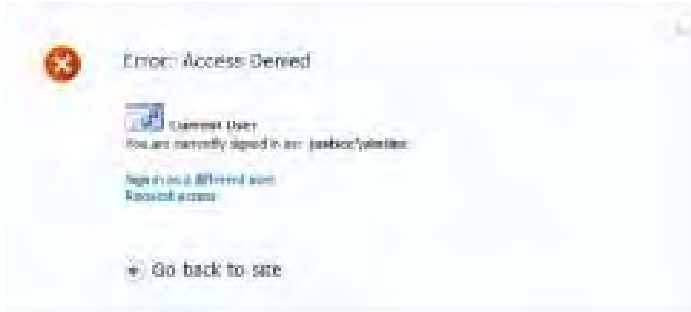 Error: Access Denied
Current User
You are currently signed in as:
Sign in as a different user
Request access
Go back to site